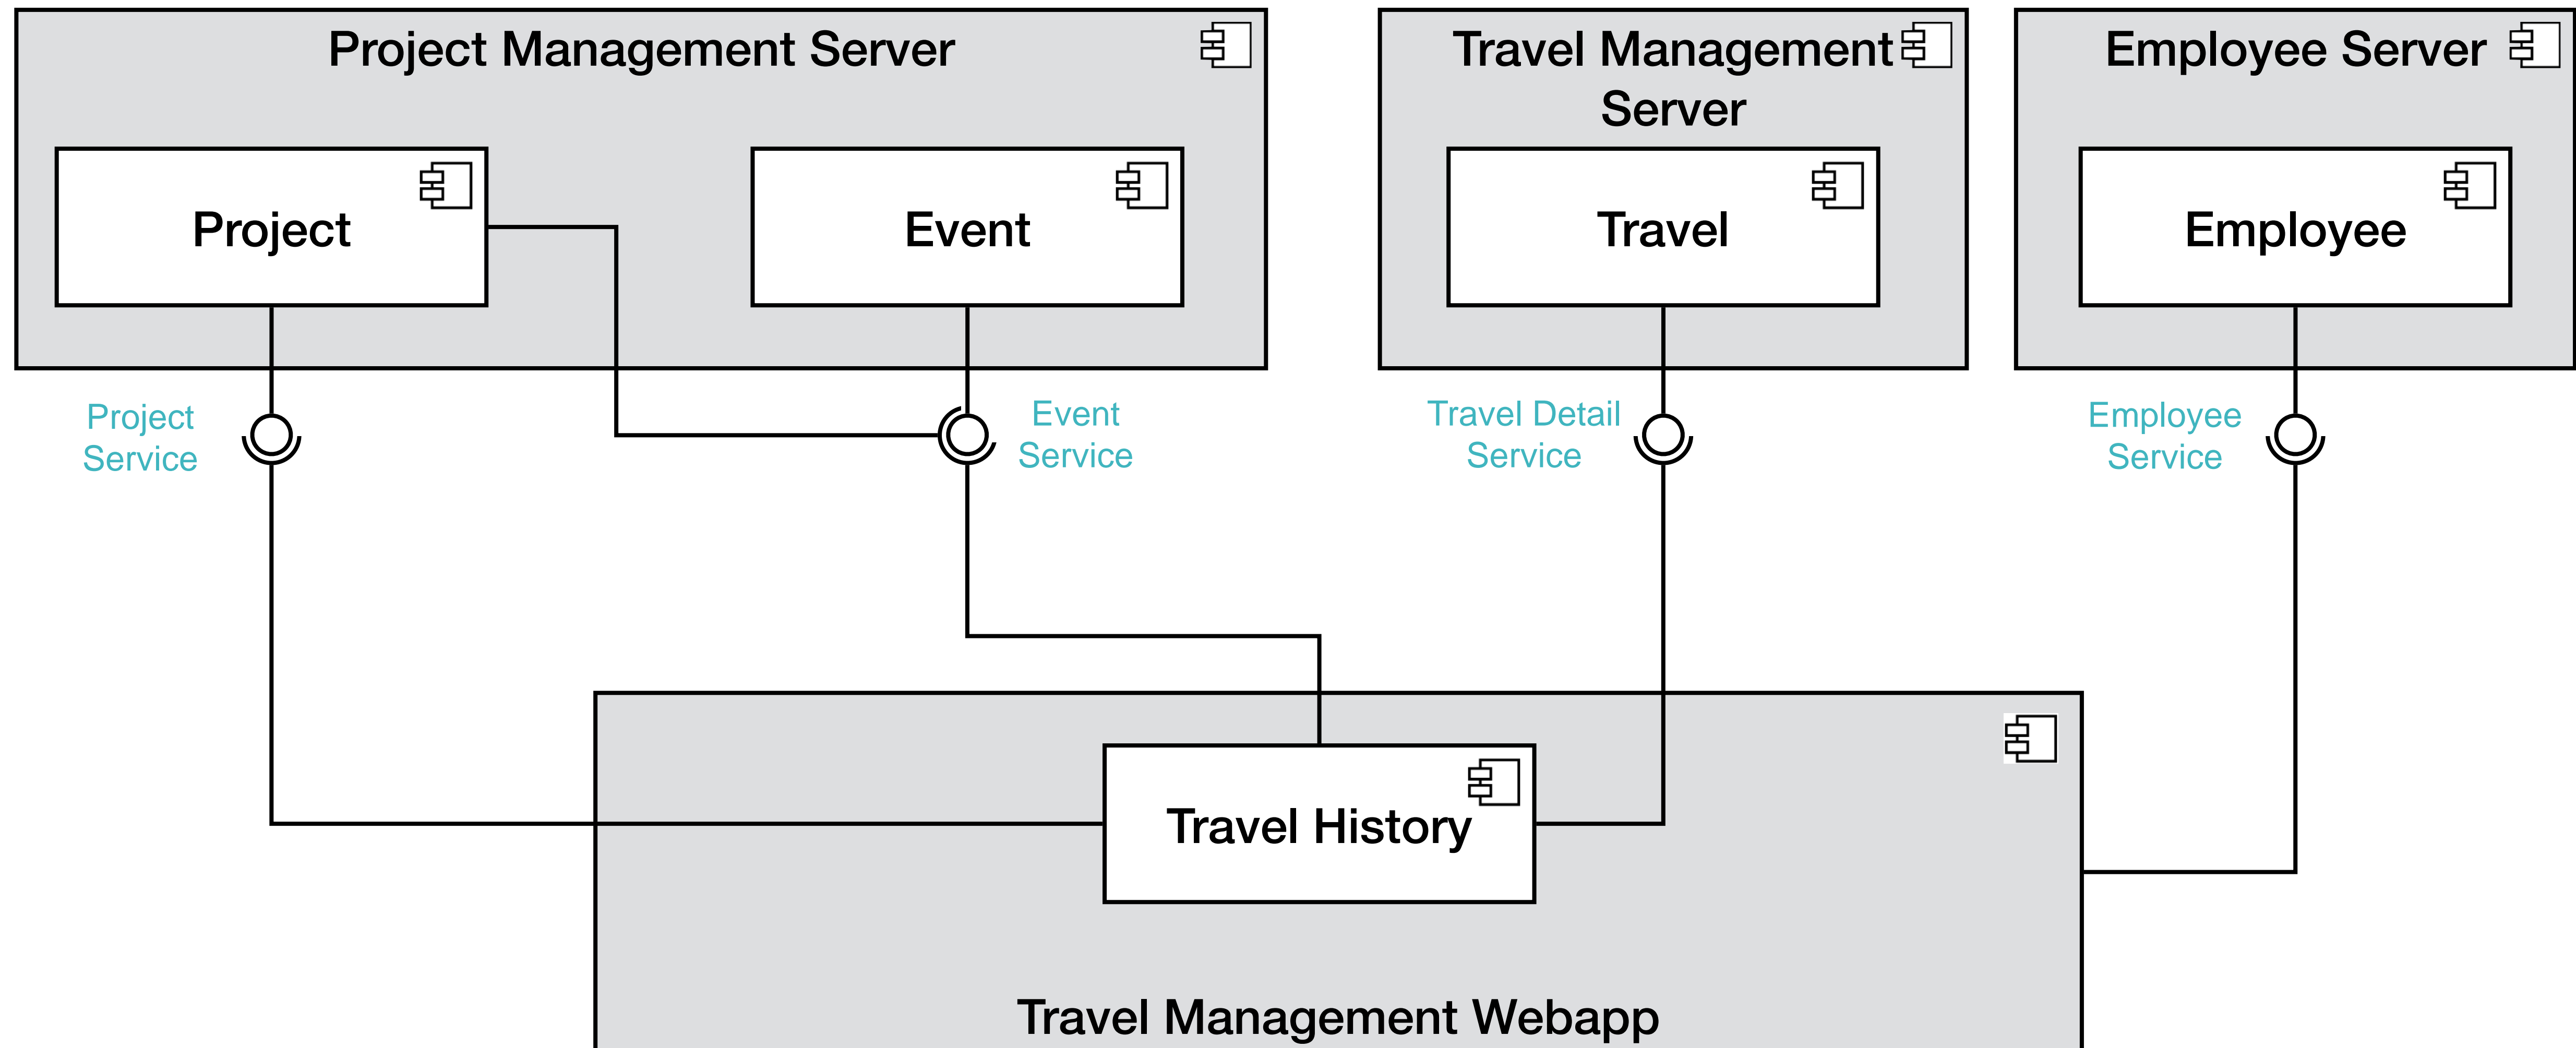 Project Management Server
Travel Management
Server
Employee Server
Project
Event
Travel
Employee
Project
Service
Event
Service
Travel Detail
Service
Employee
Service
Travel History
Travel Management Webapp